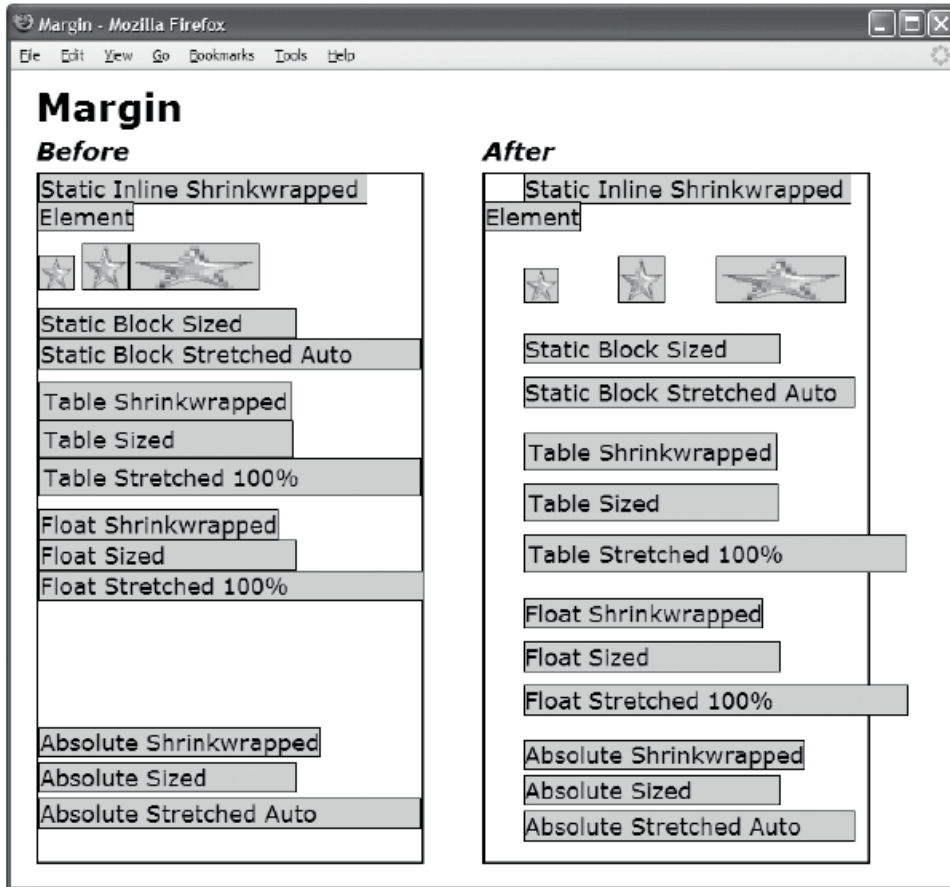 Margin - Mozilla Firefox
File Edit View Go Bookmarks Tools Help
Margin
Before
Static Inline Shrinkwrapped
Element
Static Block Sized
Static Block Stretched Auto
Table Shrinkwrapped
Table Sized
Table Stretched 100%
Float Shrinkwrapped
Float Sized
Float Stretched 100%
Absolute Shrinkwrapped
Absolute Sized
Absolute Stretched Auto
After
Static Inline Shrinkwrapped
Element
Static Block Sized
Static Block Stretched Auto
Table Shrinkwrapped
Table Sized
Table Stretched 100%
Float Shrinkwrapped
Float Sized
Float Stretched 100%
Absolute Shrinkwrapped
Absolute Sized
Absolute Stretched Auto